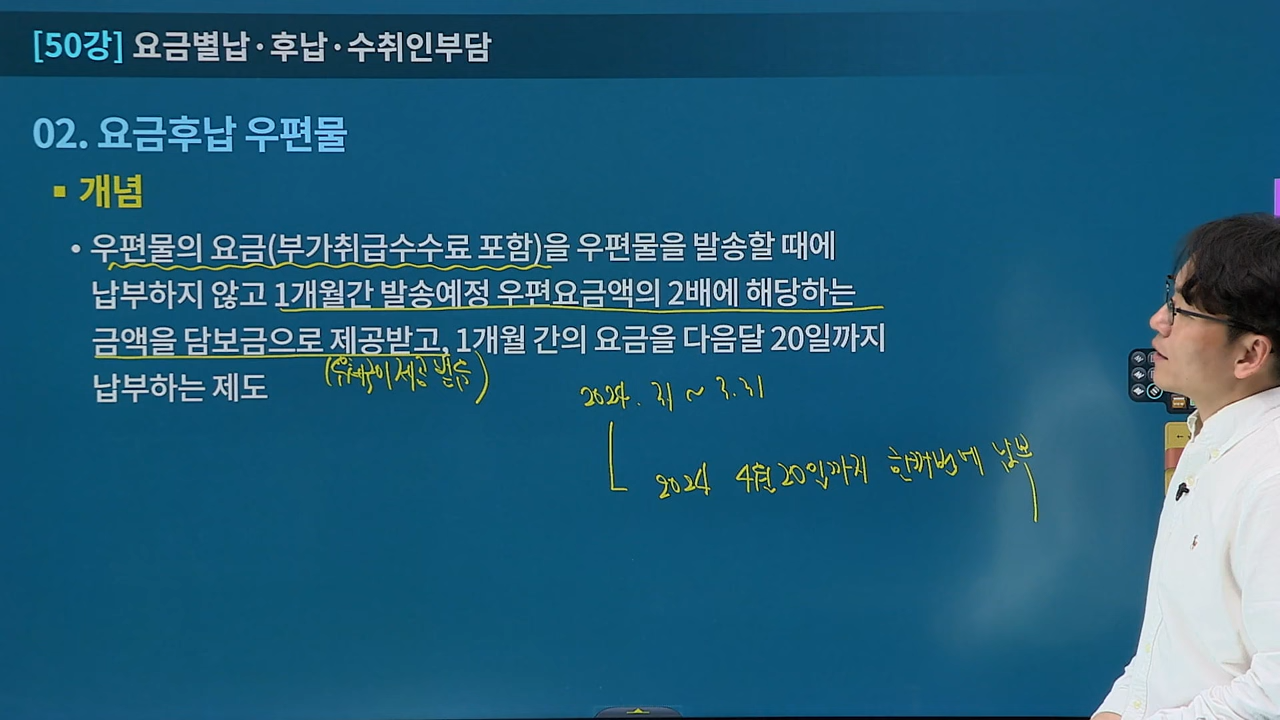 [50강] 요금별납·후납·수취인부담
02. 요금후납 우편물
▪ 개념
• 우편물의 요금(부가취급수수료 포함)을 우편물을 발송할 때에
납부하지 않고 1개월간 발송예정 우편요금액의 2배에 해당하는
금액을 담보금으로 제공받고, 1개월 간의 요금을 다음달 20일까지
납부하는 제도
(우체국이 제공 받음)
2024. 3.1 ~ 3.31
2024 4월 20일까지 한꺼번에 납부